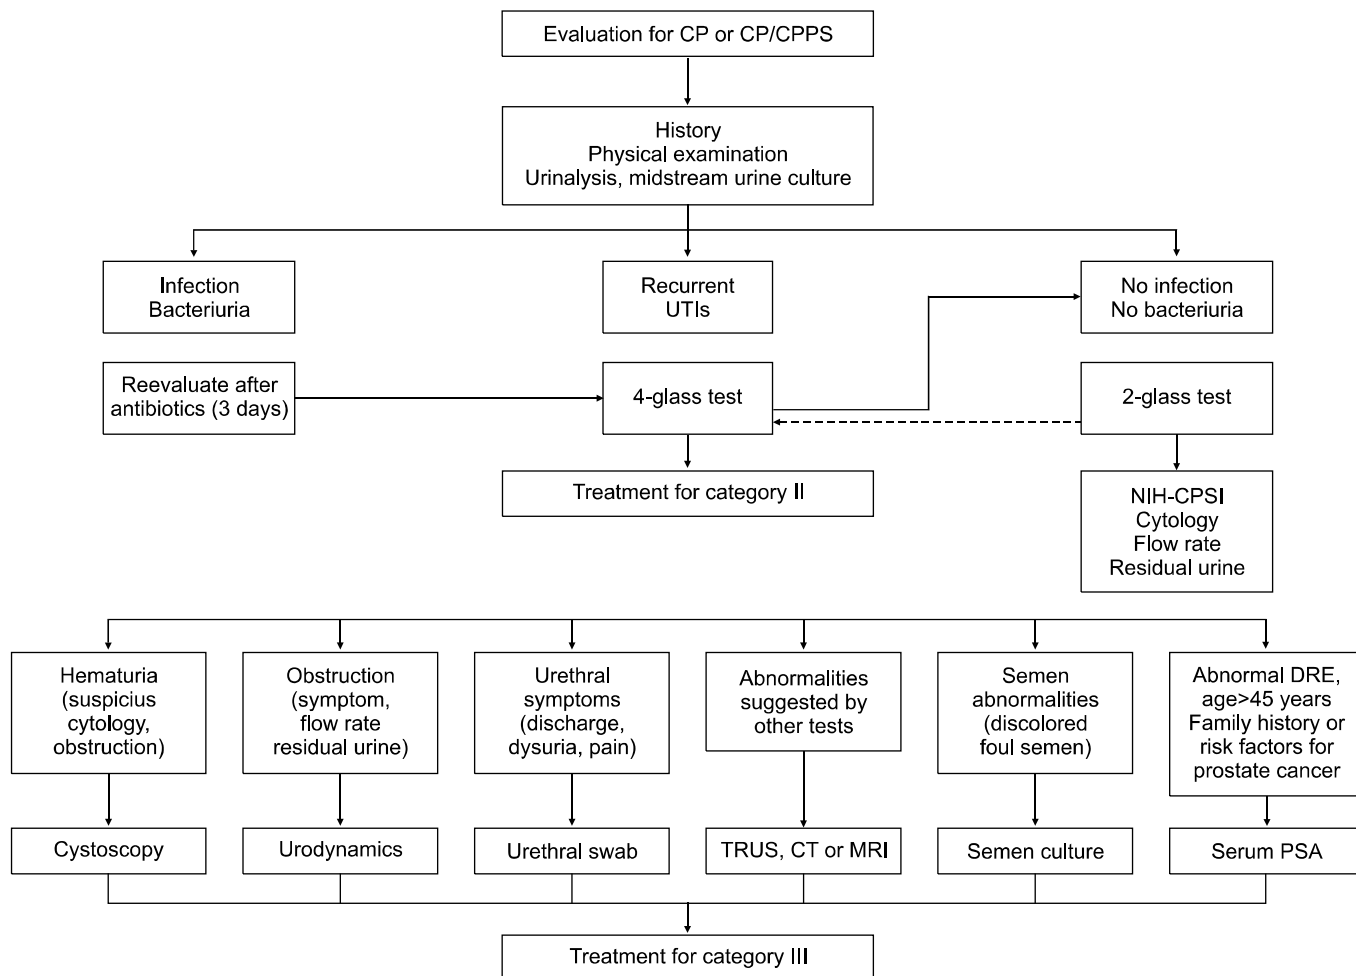 Evaluation for CP or CP/CPPS
History
Physical examination
Urinalysis, midstream urine culture
Infection
Bacteriuria
Recurrent
UTIs
No infection
No bacteriuria
Reevaluate after
antibiotics (3 days)
4-glass test
2-glass test
Treatment for category II
NIH-CPSI
Cytology
Flow rate
Residual urine
Hematuria
(suspicius
cytology,
obstruction)
Obstruction
(symptom,
flow rate
residual urine)
Urethral
symptoms
(discharge,
dysuria, pain)
Abnormalities
suggested by
other tests
Semen
abnormalities
(discolored
foul semen)
Abnormal DRE,
age>45 years
Family history or
risk factors for
prostate cancer
Cystoscopy
Urodynamics
Urethral swab
TRUS, CT or MRI
Semen culture
Serum PSA
Treatment for category III